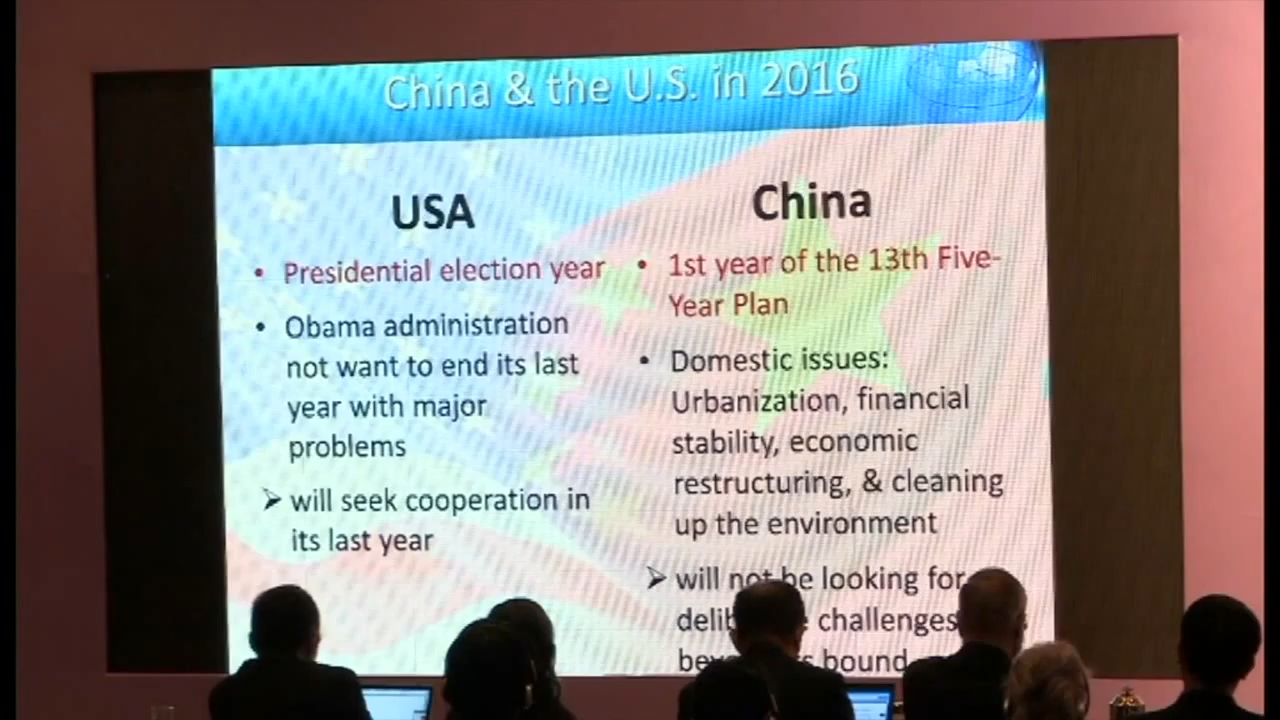 China & the U.S. in 2016
USA
• Presidential election year
• Obama administration
not want to end its last
year with major
problems
➢ will seek cooperation in
its last year
China
• 1st year of the 13th Five-
Year Plan
• Domestic issues:
Urbanization, financial
stability, economic
restructuring, & cleaning
up the environment
➢ will not be looking for
challenges
bound